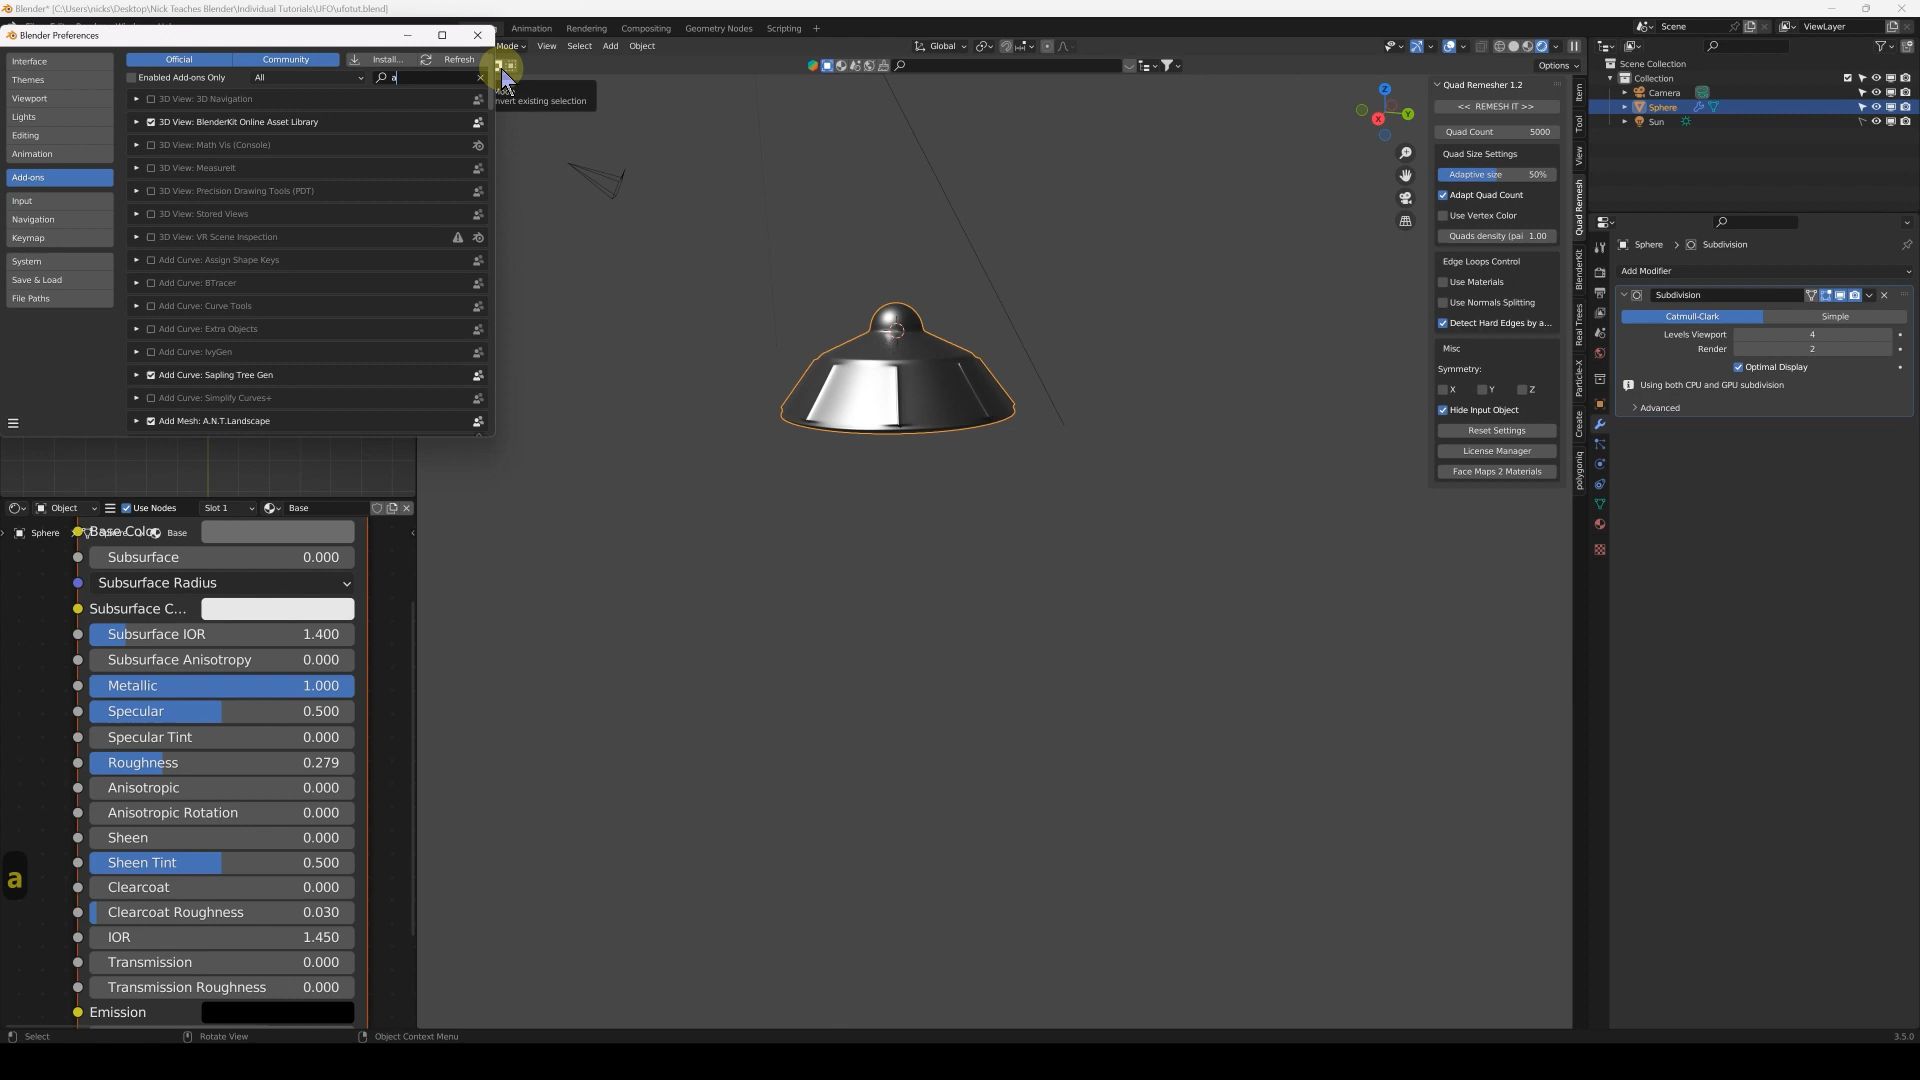 Blender* [C:\Users\nicks\Desktop\Nick Teaches Blender\Individual Tutorials\UFO\ufotut.blend]
Animation Rendering Compositing Geometry Nodes Scripting +
Scene ViewLayer
Blender Preferences
Mode View Select Add Object
Global
Options
Invert existing selection
Interface
Themes
Viewport
Lights
Editing
Animation
Add-ons
Input
Navigation
Keymap
System
Save & Load
File Paths
Official Community Install... Refresh
Enabled Add-ons Only All a
3D View: 3D Navigation
3D View: BlenderKit Online Asset Library
3D View: Math Vis (Console)
3D View: MeasureIt
3D View: Precision Drawing Tools (PDT)
3D View: Stored Views
3D View: VR Scene Inspection
Add Curve: Assign Shape Keys
Add Curve: BTracer
Add Curve: Curve Tools
Add Curve: Extra Objects
Add Curve: IvyGen
Add Curve: Sapling Tree Gen
Add Curve: Simplify Curves+
Add Mesh: A.N.T.Landscape
Z
Y
X
Quad Remesher 1.2
<< REMESH IT >>
Quad Count 5000
Quad Size Settings
Adaptive size 50%
Adapt Quad Count
Use Vertex Color
Quads density (pai 1.00
Edge Loops Control
Use Materials
Use Normals Splitting
Detect Hard Edges by a...
Misc
Symmetry:
X Y Z
Hide Input Object
Reset Settings
License Manager
Face Maps 2 Materials
Item
Tool
View
Quad Remesh
BlenderKit
Real Trees
Particle-X
Create
polygoniq
Scene Collection
Collection
Camera
Sphere
Sun
Sphere > Subdivision
Add Modifier
Subdivision
Catmull-Clark Simple
Levels Viewport 4
Render 2
Optimal Display
Using both CPU and GPU subdivision
Advanced
Object Use Nodes Slot 1 Base
Sphere Sphere Base
Base Color
Subsurface 0.000
Subsurface Radius
Subsurface C...
Subsurface IOR 1.400
Subsurface Anisotropy 0.000
Metallic 1.000
Specular 0.500
Specular Tint 0.000
Roughness 0.279
Anisotropic 0.000
Anisotropic Rotation 0.000
Sheen 0.000
Sheen Tint 0.500
Clearcoat 0.000
Clearcoat Roughness 0.030
IOR 1.450
Transmission 0.000
Transmission Roughness 0.000
Emission
a
Select Rotate View Object Context Menu
3.5.0